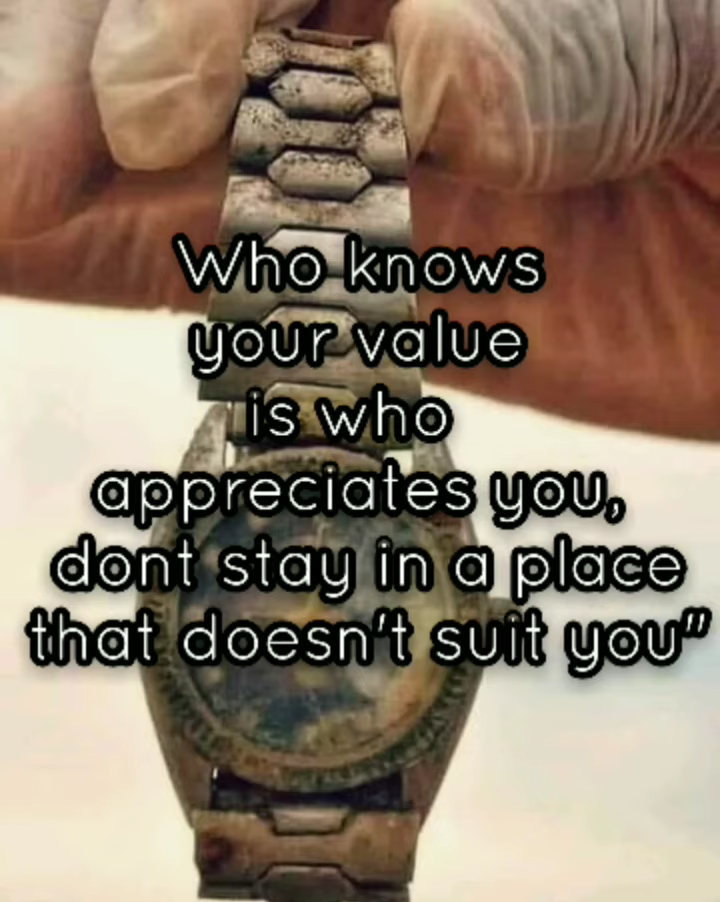 Who knows
your value
is who
appreciates you,
dont stay in a place
that doesn't suit you"